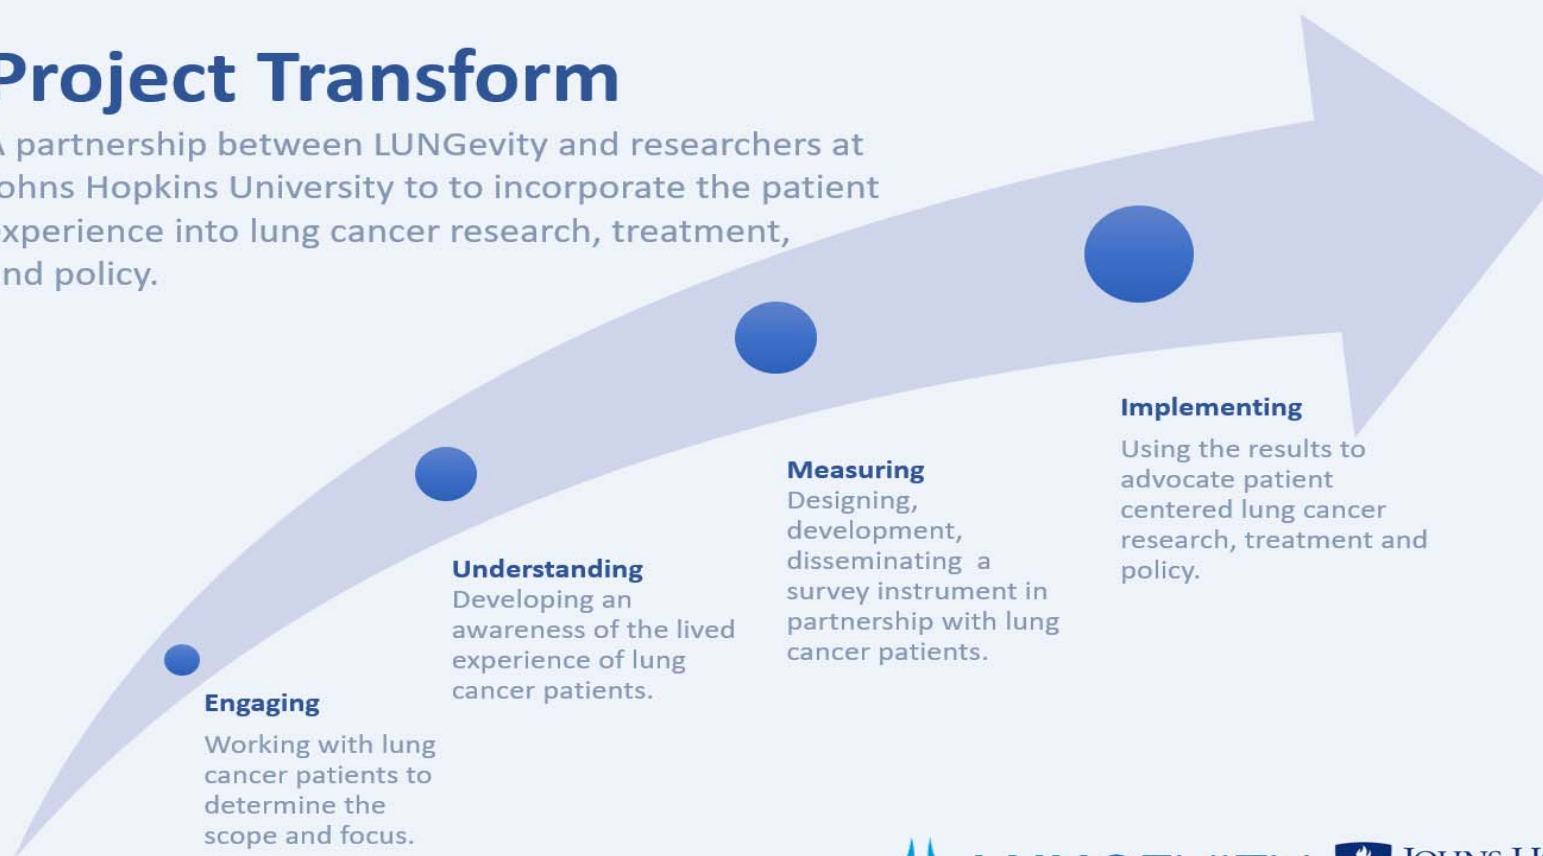 Project Transform
A partnership between LUNGevity and researchers at
Johns Hopkins University to to incorporate the patient
experience into lung cancer research, treatment,
and policy.
Engaging
Working with lung
cancer patients to
determine the
scope and focus.
Understanding
Developing an
awareness of the lived
experience of lung
cancer patients.
Measuring
Designing,
development,
disseminating a
survey instrument in
partnership with lung
cancer patients.
Implementing
Using the results to
advocate patient
centered lung cancer
research, treatment and
policy.